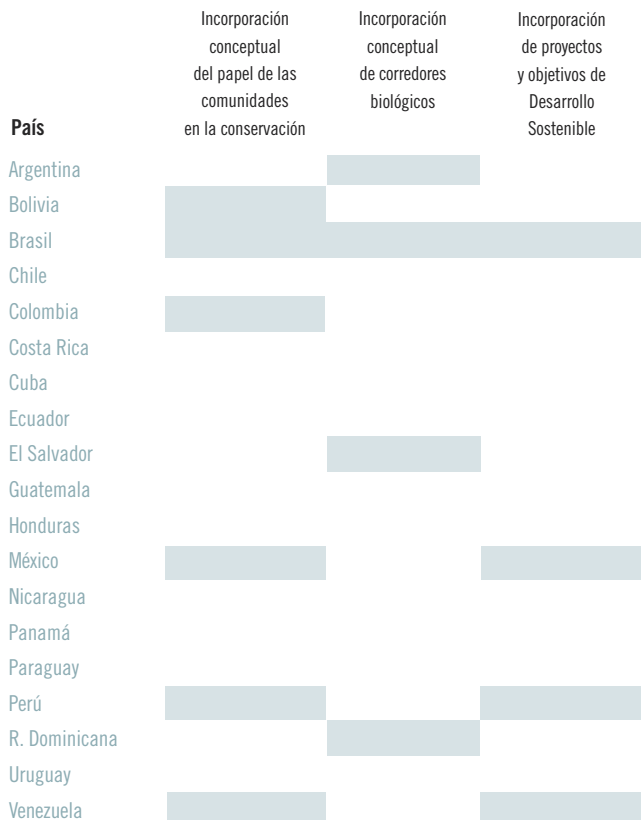 Incorporación
conceptual
del papel de las
comunidades
en la conservación
Incorporación
conceptual
de corredores
biológicos
Incorporación
de proyectos
y objetivos de
Desarrollo
Sostenible
País
Argentina
Bolivia
Brasil
Chile
Colombia
Costa Rica
Cuba
Ecuador
El Salvador
Guatemala
Honduras
México
Nicaragua
Panamá
Paraguay
Perú
R. Dominicana
Uruguay
Venezuela